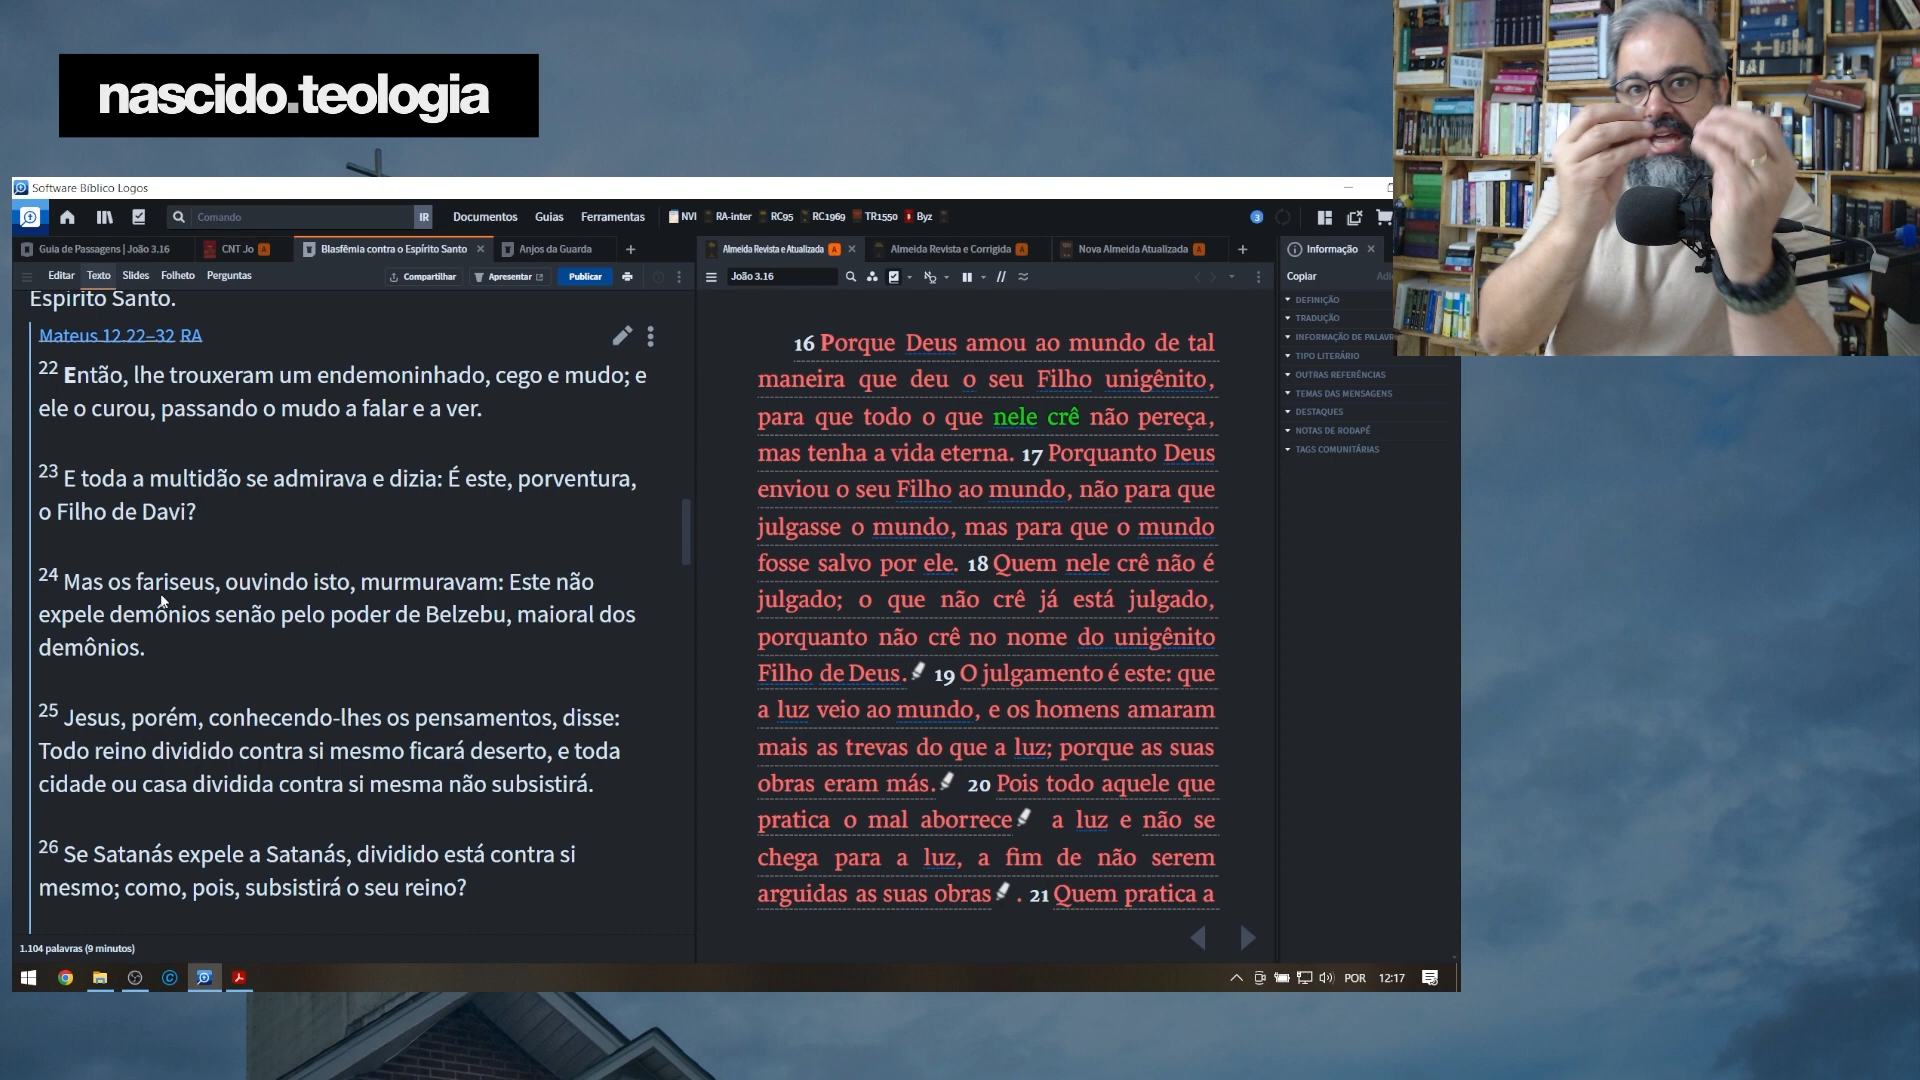 nascido.teologia
Software Bíblico Logos
Comando
IR
Documentos
Guias
Ferramentas
NVI
RA-inter
RC95
RC1969
TR1550
Byz
3
Guia de Passagens | João 3.16
CNT Jo
A
Blasfêmia contra o Espírito Santo
Anjos da Guarda
Editar
Texto
Slides
Folheto
Perguntas
Compartilhar
Apresentar
Publicar
Espírito Santo.
Mateus 12.22–32 RA
22 Então, lhe trouxeram um endemoninhado, cego e mudo; e
ele o curou, passando o mudo a falar e a ver.
23 E toda a multidão se admirava e dizia: É este, porventura,
o Filho de Davi?
24 Mas os fariseus, ouvindo isto, murmuravam: Este não
expele demônios senão pelo poder de Belzebu, maioral dos
demônios.
25 Jesus, porém, conhecendo-lhes os pensamentos, disse:
Todo reino dividido contra si mesmo ficará deserto, e toda
cidade ou casa dividida contra si mesma não subsistirá.
26 Se Satanás expele a Satanás, dividido está contra si
mesmo; como, pois, subsistirá o seu reino?
1.104 palavras (9 minutos)
Almeida Revista e Atualizada
A
Almeida Revista e Corrigida
A
Nova Almeida Atualizada
A
João 3.16
16 Porque Deus amou ao mundo de tal
maneira que deu o seu Filho unigênito,
para que todo o que nele crê não pereça,
mas tenha a vida eterna. 17 Porquanto Deus
enviou o seu Filho ao mundo, não para que
julgasse o mundo, mas para que o mundo
fosse salvo por ele. 18 Quem nele crê não é
julgado; o que não crê já está julgado,
porquanto não crê no nome do unigênito
Filho de Deus. 19 O julgamento é este: que
a luz veio ao mundo, e os homens amaram
mais as trevas do que a luz; porque as suas
obras eram más. 20 Pois todo aquele que
pratica o mal aborrece a luz e não se
chega para a luz, a fim de não serem
arguidas as suas obras . 21 Quem pratica a
Informação
Copiar
DEFINIÇÃO
TRADUÇÃO
INFORMAÇÃO DE PALAVR
TIPO LITERÁRIO
OUTRAS REFERÊNCIAS
TEMAS DAS MENSAGENS
DESTAQUES
NOTAS DE RODAPÉ
TAGS COMUNITÁRIAS
POR
12:17